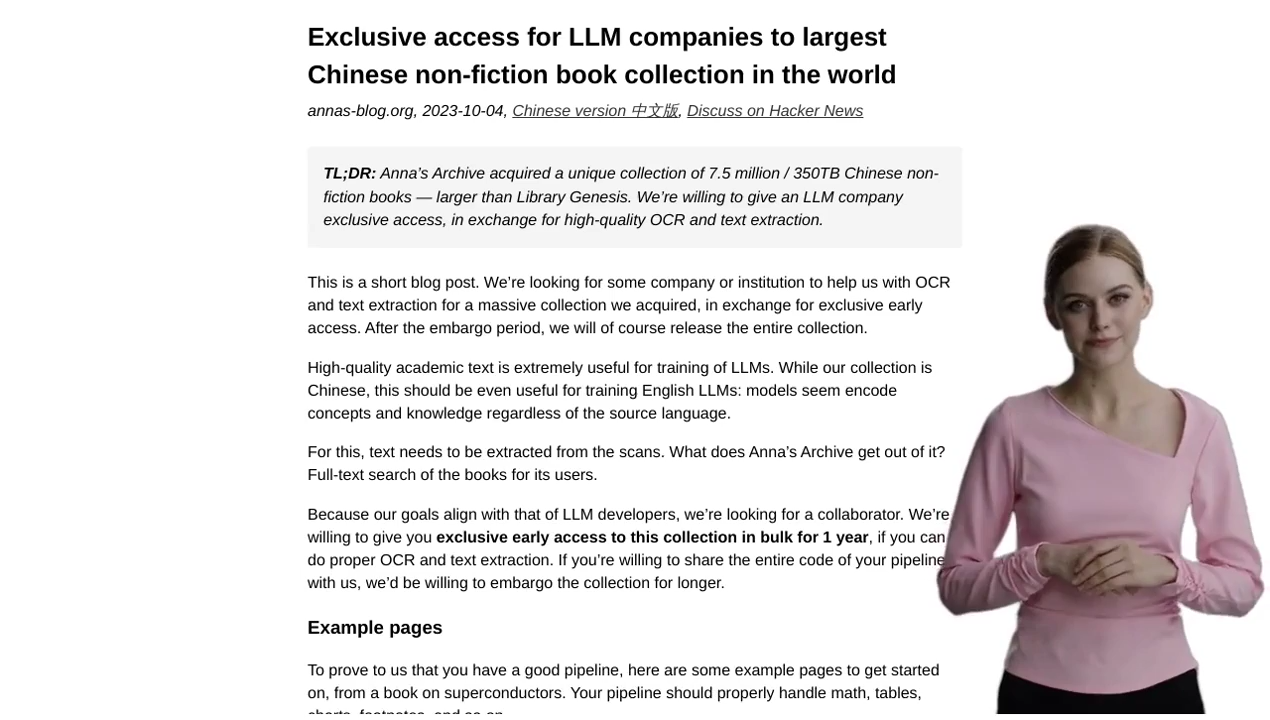 Exclusive access for LLM companies to largest
Chinese non-fiction book collection in the world
annas-blog.org, 2023-10-04, Chinese version 中文版, Discuss on Hacker News
TL;DR: Anna’s Archive acquired a unique collection of 7.5 million / 350TB Chinese non-
fiction books — larger than Library Genesis. We’re willing to give an LLM company
exclusive access, in exchange for high-quality OCR and text extraction.
This is a short blog post. We’re looking for some company or institution to help us with OCR
and text extraction for a massive collection we acquired, in exchange for exclusive early
access. After the embargo period, we will of course release the entire collection.
High-quality academic text is extremely useful for training of LLMs. While our collection is
Chinese, this should be even useful for training English LLMs: models seem encode
concepts and knowledge regardless of the source language.
For this, text needs to be extracted from the scans. What does Anna’s Archive get out of it?
Full-text search of the books for its users.
Because our goals align with that of LLM developers, we’re looking for a collaborator. We’re
willing to give you exclusive early access to this collection in bulk for 1 year, if you can
do proper OCR and text extraction. If you’re willing to share the entire code of your pipeline
with us, we’d be willing to embargo the collection for longer.
Example pages
To prove to us that you have a good pipeline, here are some example pages to get started
on, from a book on superconductors. Your pipeline should properly handle math, tables,
charts, footnotes, and so on.